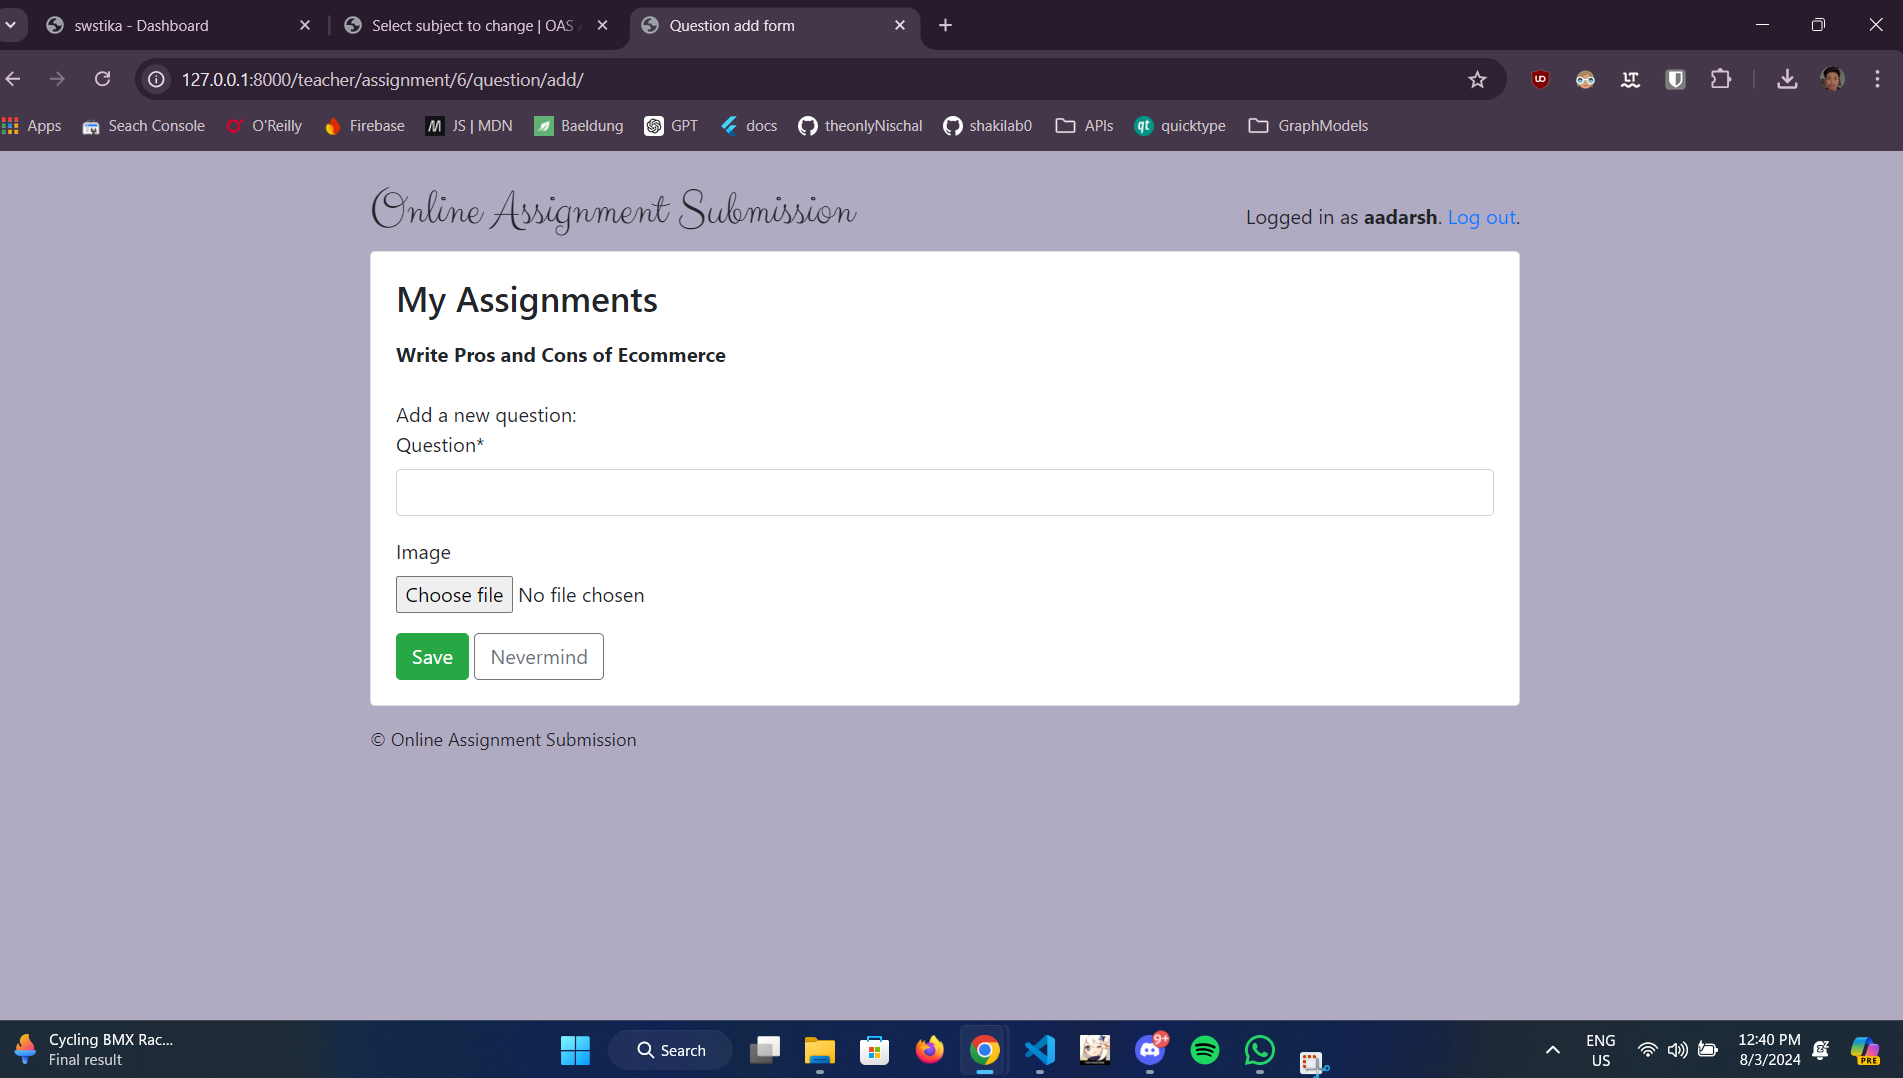 swstika - Dashboard
Select subject to change | OAS
Question add form
127.0.0.1:8000/teacher/assignment/6/question/add/
Apps
Seach Console
O'Reilly
Firebase
JS | MDN
Baeldung
GPT
docs
theonlyNischal
shakilab0
APIs
qt quicktype
GraphModels
Online Assignment Submission
Logged in as aadarsh. Log out.
My Assignments
Write Pros and Cons of Ecommerce
Add a new question:
Question*
Image
Choose file No file chosen
Save
Nevermind
© Online Assignment Submission
Cycling BMX Rac...
Final result
Search
9+
ENG
US
12:40 PM
8/3/2024
PRE